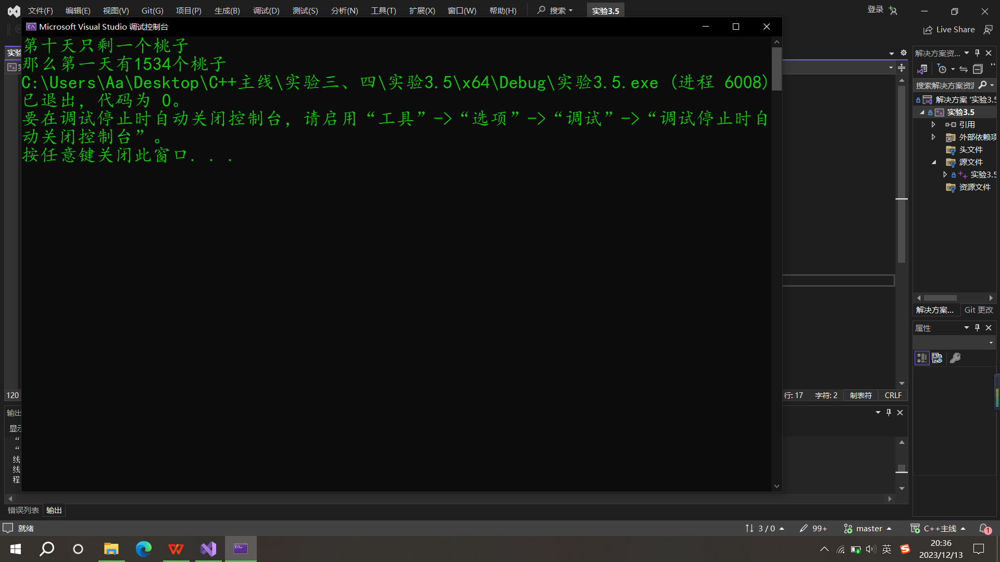 文件(F) 编辑(E) 视图(V) Git(G) 项目(P) 生成(B) 调试(D) 测试(S) 分析(N) 工具(T) 扩展(X) 窗口(W) 帮助(H) 搜索 实验3.5 登录
Live Share
Microsoft Visual Studio 调试控制台
第十天只剩一个桃子
那么第一天有1534个桃子
C:\Users\Aa\Desktop\C++主线\实验三、四\实验3.5\x64\Debug\实验3.5.exe (进程 6008)
已退出，代码为 0。
要在调试停止时自动关闭控制台，请启用“工具”->“选项”->“调试”->“调试停止时自
动关闭控制台”。
按任意键关闭此窗口. . .
解决方案资...
搜索解决方案资
解决方案 '实验3.5
实验3.5
引用
外部依赖项
头文件
源文件
实验3.5
资源文件
解决方案... Git 更改
属性
实验
120
行: 17 字符: 2 制表符 CRLF
输出
显示
“
“
线
线
程
错误列表 输出
就绪 3 / 0 99+ master C++主线 1
英 20:36
2023/12/13